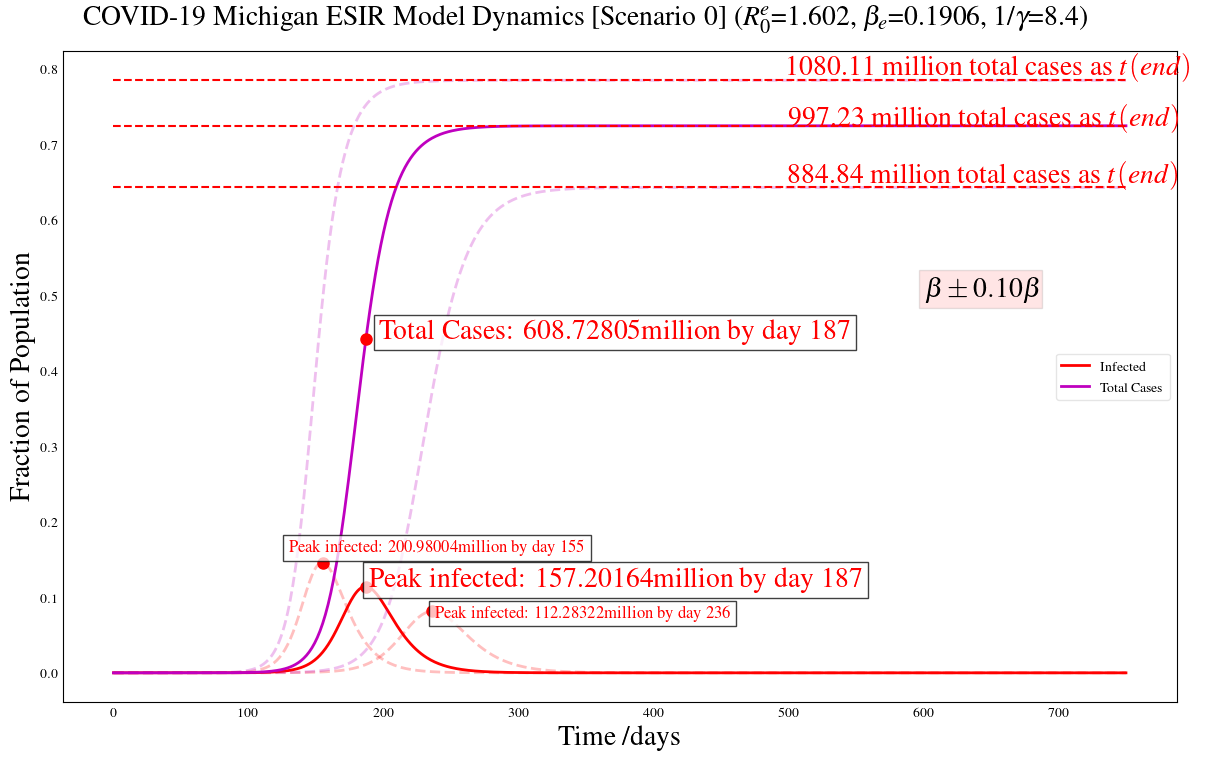 COVID-19 Michigan ESIR Model Dynamics [Scenario 0] ($R_0^e$=1.602, $\beta_e$=0.1906, 1/$\gamma$=8.4)
0.8
0.7
0.6
0.5
0.4
0.3
0.2
0.1
0.0
Fraction of Population
1080.11 million total cases as t(end)
997.23 million total cases as t(end)
884.84 million total cases as t(end)
β ± 0.10β
Total Cases: 608.72805million by day 187
Infected
Total Cases
Peak infected: 200.98004million by day 155
Peak infected: 157.20164million by day 187
Peak infected: 112.28322million by day 236
0 100 200 300 400 500 600 700
Time /days